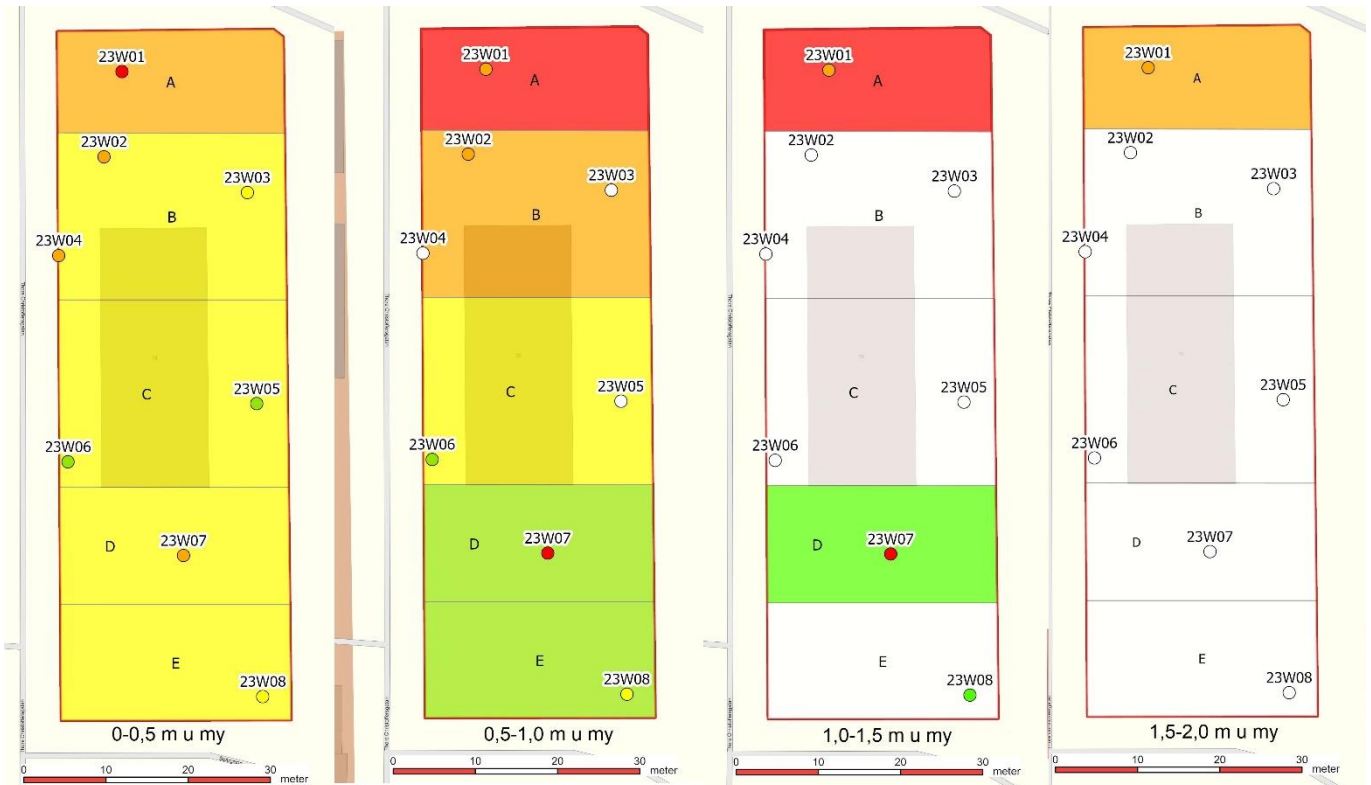 23W01
A
23W02
23W03
B
23W04
C
23W05
23W06
D
23W07
E
23W08
0-0,5 m u my
0 10 20 30
meter
23W01
A
23W02
23W03
B
23W04
C
23W05
23W06
D
23W07
E
23W08
0,5-1,0 m u my
0 10 20 30
meter
23W01
A
23W02
23W03
B
23W04
C
23W05
23W06
D
23W07
E
23W08
1,0-1,5 m u my
0 10 20 30
meter
23W01
A
23W02
23W03
B
23W04
C
23W05
23W06
D
23W07
E
23W08
1,5-2,0 m u my
0 10 20 30
meter